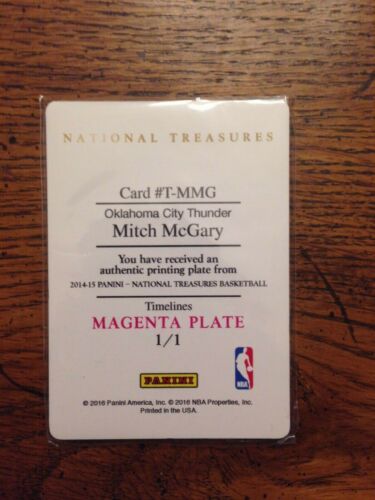 NATIONAL TREASURES
Card #T-MMG
Oklahoma City Thunder
Mitch McGary
You have received an
authentic printing plate from
2014-15 PANINI – NATIONAL TREASURES BASKETBALL
Timelines
MAGENTA PLATE
1/1
PANINI
NBA
© 2016 Panini America, Inc. © 2016 NBA Properties, Inc.
Printed in the USA.